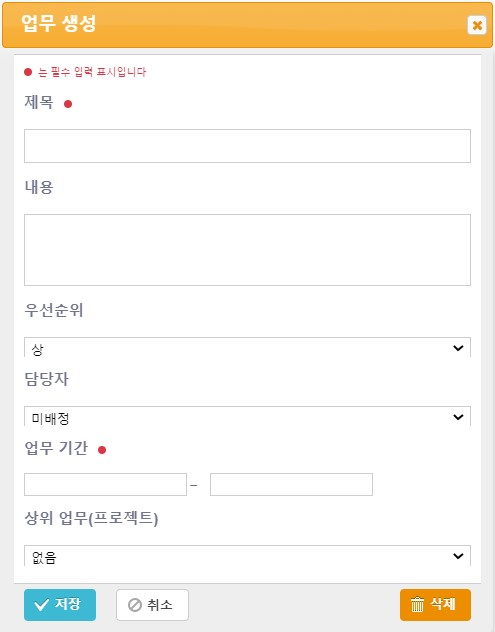 업무 생성
● 는 필수 입력 표시입니다
제목 ●
내용
우선순위
상
담당자
미배정
업무 기간 ●
–
상위 업무(프로젝트)
없음
저장 취소 삭제